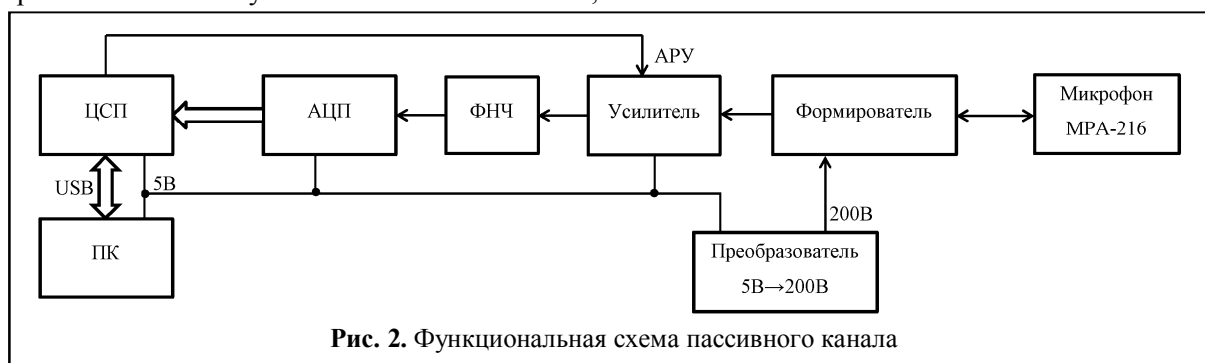 АРУ
ЦСП
АЦП
ФНЧ
Усилитель
Формирователь
Микрофон
МРА-216
USB
5В
200В
ПК
Преобразователь
5В→200В
Рис. 2. Функциональная схема пассивного канала